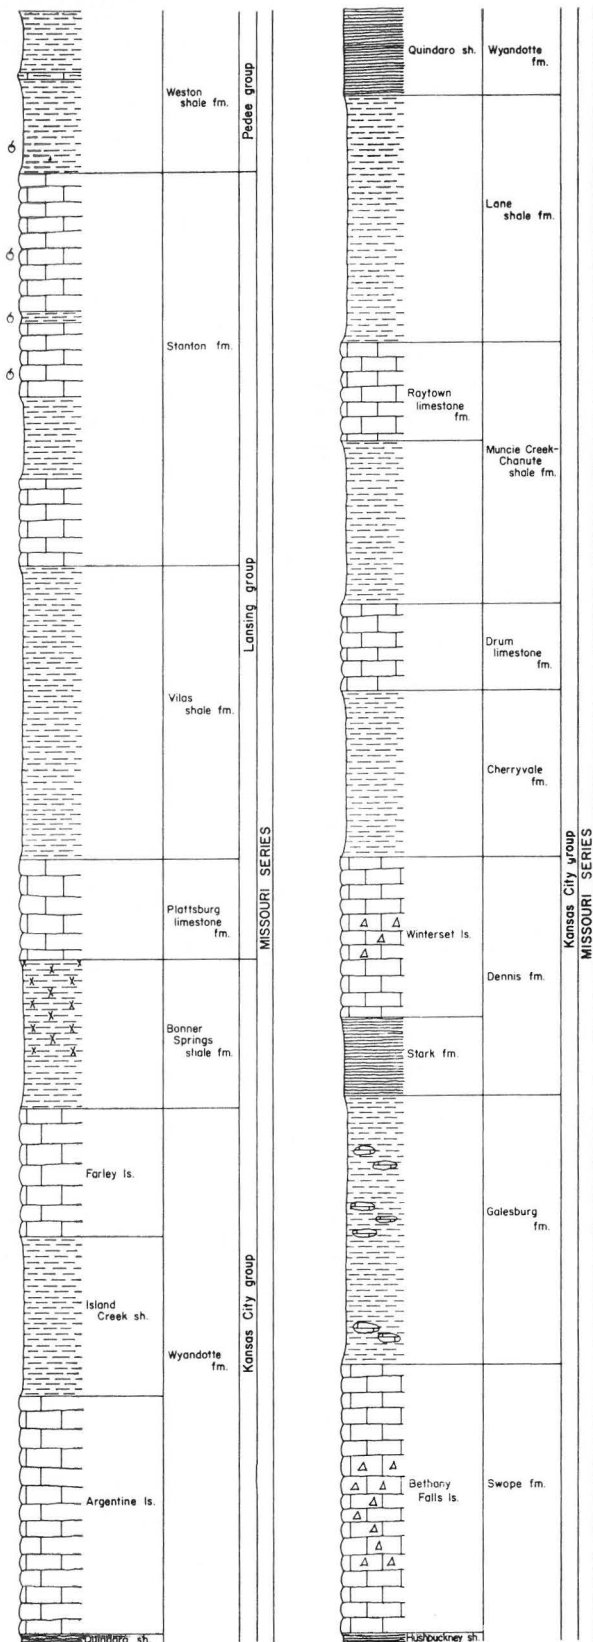 Weston
shale fm.
Pedee group
Stanton fm.
Lansing group
Vilas
shale fm.
Plattsburg
limestone
fm.
MISSOURI SERIES
Bonner
Springs
shale fm.
Farley ls.
Island
Creek sh.
Wyandotte
fm.
Kansas City group
Argentine ls.
Quindaro sh.
Quindaro sh.
Wyandotte
fm.
Lane
shale fm.
Raytown
limestone
fm.
Muncie Creek-
Chanute
shale fm.
Drum
limestone
fm.
Cherryvale
fm.
Kansas City group
MISSOURI SERIES
Winterset ls.
Dennis fm.
Stark fm.
Galesburg
fm.
Bethany
Falls ls.
Swope fm.
Hushpuckney sh.